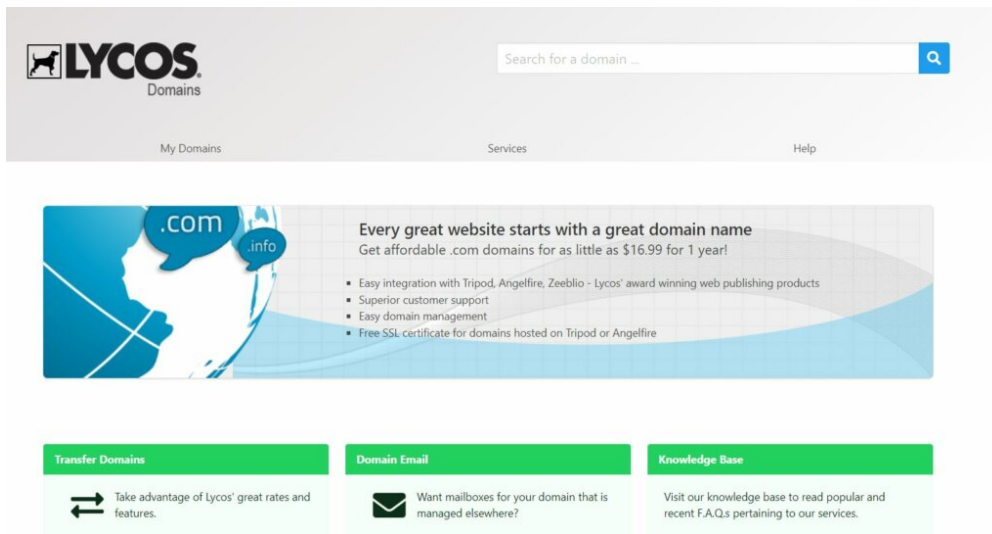 LYCOS.
Domains
Search for a domain ...
My Domains
Services
Help
.com
.info
Every great website starts with a great domain name
Get affordable .com domains for as little as $16.99 for 1 year!
Easy integration with Tripod, Angelfire, Zeeblio - Lycos' award winning web publishing products
Superior customer support
Easy domain management
Free SSL certificate for domains hosted on Tripod or Angelfire
Transfer Domains
Take advantage of Lycos' great rates and
features.
Domain Email
Want mailboxes for your domain that is
managed elsewhere?
Knowledge Base
Visit our knowledge base to read popular and
recent F.A.Q.s pertaining to our services.